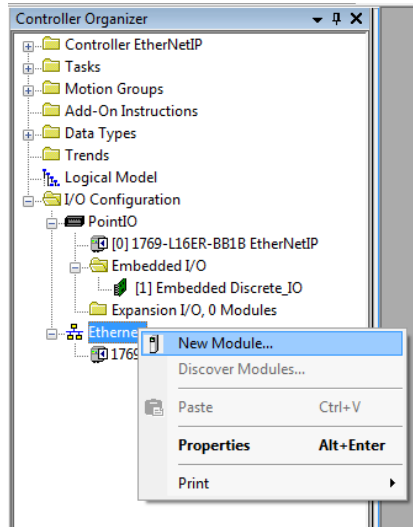 Controller Organizer
Controller EtherNetIP
Tasks
Motion Groups
Add-On Instructions
Data Types
Trends
Logical Model
I/O Configuration
PointIO
[0] 1769-L16ER-BB1B EtherNetIP
Embedded I/O
[1] Embedded Discrete_IO
Expansion I/O, 0 Modules
Etherne
1769
New Module...
Discover Modules...
Paste Ctrl+V
Properties Alt+Enter
Print